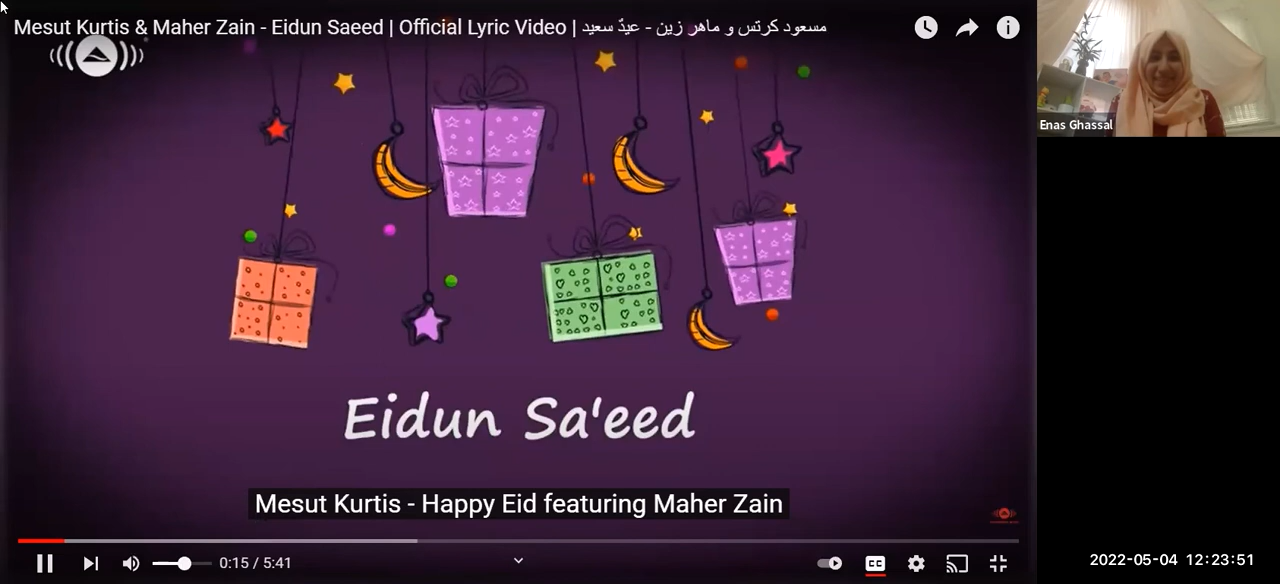 Mesut Kurtis & Maher Zain - Eidun Saeed | Official Lyric Video | مسعود كرتس و ماهر زين - عيدٌ سعيد
Enas Ghassal
Eidun Sa'eed
Mesut Kurtis - Happy Eid featuring Maher Zain
0:15 / 5:41
CC
2022-05-04 12:23:51